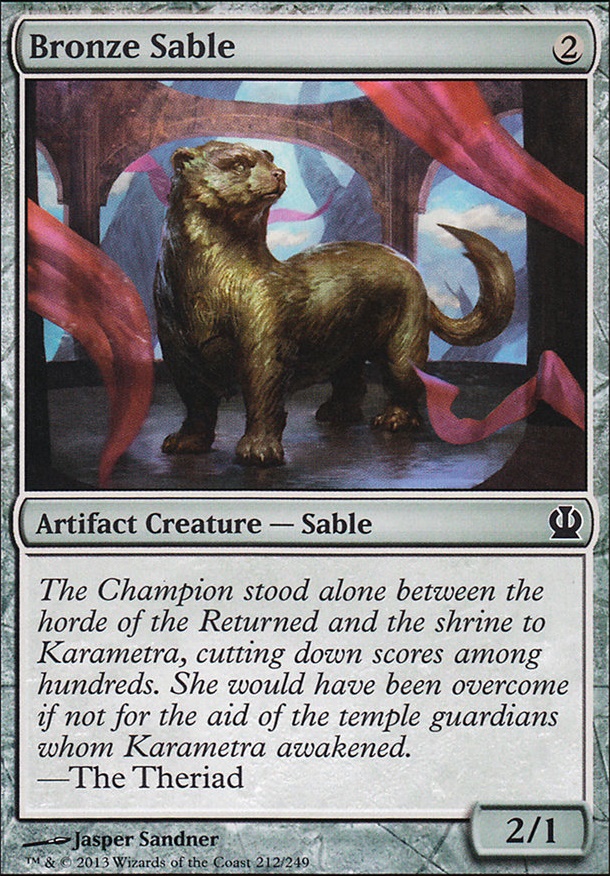 Bronze Sable 2
Artifact Creature — Sable
The Champion stood alone between the
horde of the Returned and the shrine to
Karametra, cutting down scores among
hundreds. She would have been overcome
if not for the aid of the temple guardians
whom Karametra awakened.
—The Theriad
2/1
Jasper Sandner
™ & © 2013 Wizards of the Coast 212/249